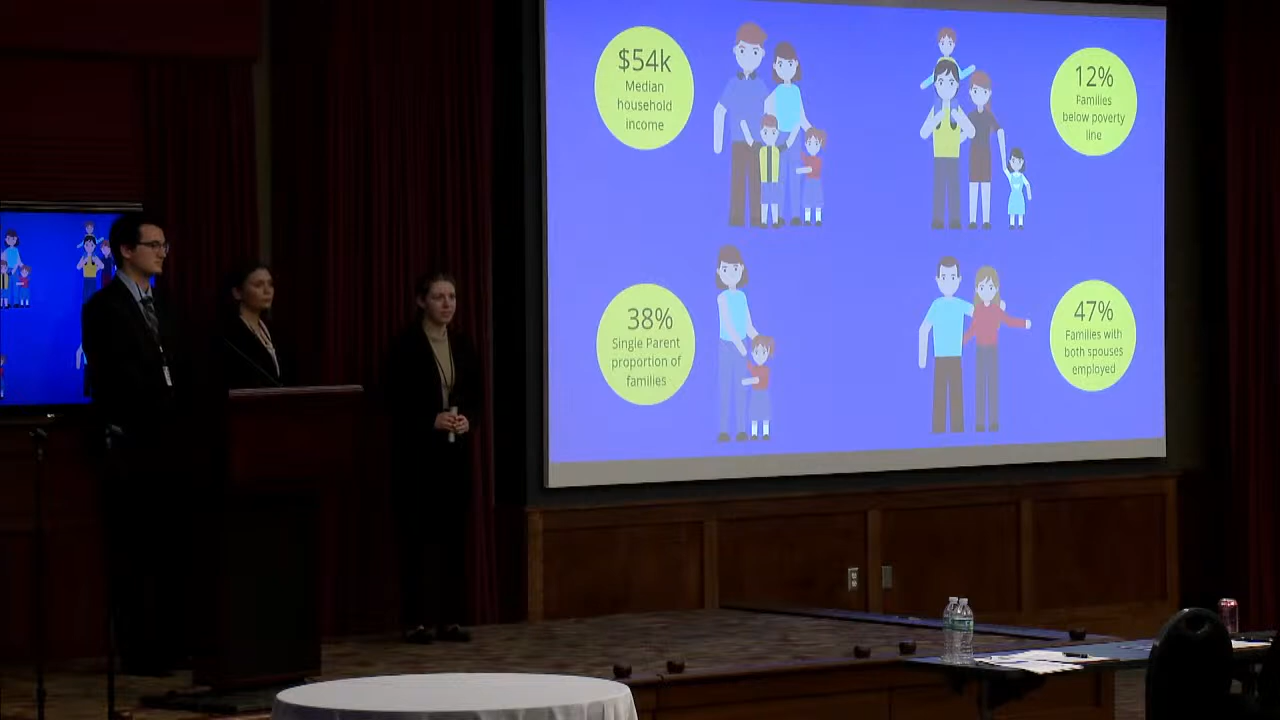 $54k
Median
household
income
12%
Families
below poverty
line
38%
Single Parent
proportion of
families
47%
Families with
both spouses
employed